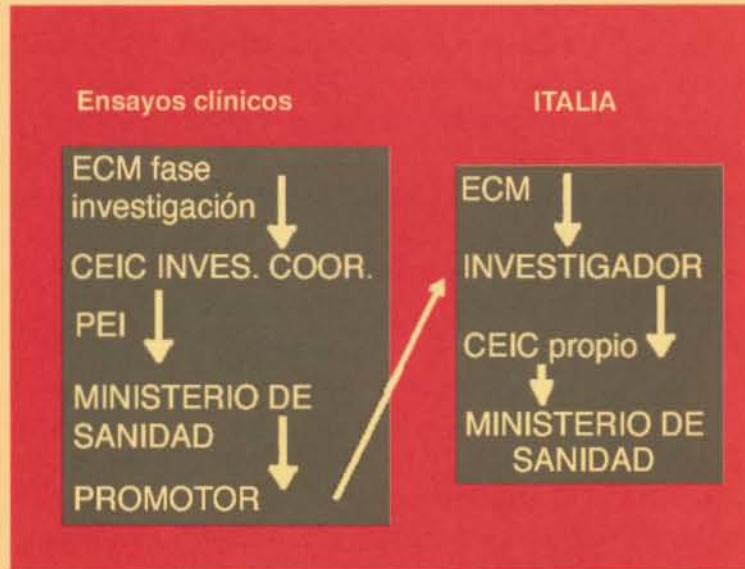 Ensayos clínicos
ECM fase
investigación
CEIC INVES. COOR.
PEI
MINISTERIO DE
SANIDAD
PROMOTOR
ITALIA
ECM
INVESTIGADOR
CEIC propio
MINISTERIO DE
SANIDAD